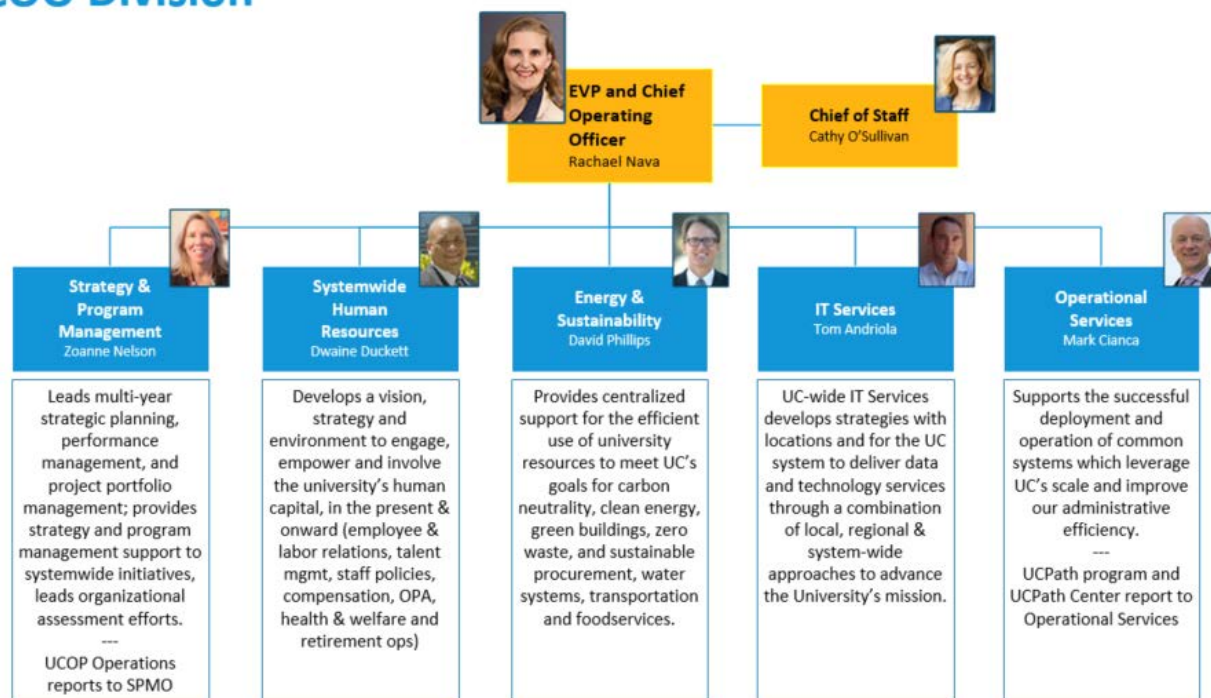 COO Division
EVP and Chief
Operating
Officer
Rachael Nava
Chief of Staff
Cathy O'Sullivan
Strategy &
Program
Management
Zoanne Nelson
Leads multi-year
strategic planning,
performance
management, and
project portfolio
management; provides
strategy and program
management support to
systemwide initiatives,
leads organizational
assessment efforts.
---
UCOP Operations
reports to SPMO
Systemwide
Human
Resources
Dwaine Duckett
Develops a vision,
strategy and
environment to engage,
empower and involve
the university's human
capital, in the present &
onward (employee &
labor relations, talent
mgmt, staff policies,
compensation, OPA,
health & welfare and
retirement ops)
Energy &
Sustainability
David Phillips
Provides centralized
support for the efficient
use of university
resources to meet UC's
goals for carbon
neutrality, clean energy,
green buildings, zero
waste, and sustainable
procurement, water
systems, transportation
and foodservices.
IT Services
Tom Andriola
UC-wide IT Services
develops strategies with
locations and for the UC
system to deliver data
and technology services
through a combination
of local, regional &
system-wide
approaches to advance
the University's mission.
Operational
Services
Mark Cianca
Supports the successful
deployment and
operation of common
systems which leverage
UC's scale and improve
our administrative
efficiency.
---
UCPath program and
UCPath Center report to
Operational Services